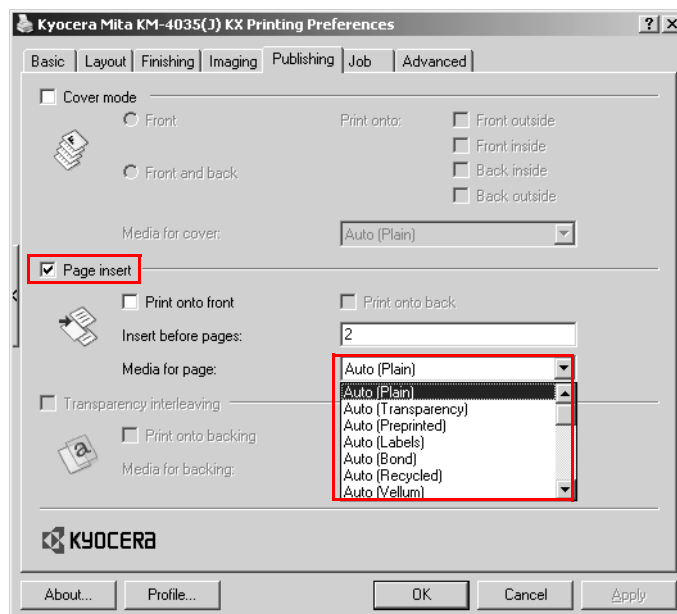 Kyocera Mita KM-4035(J) KX Printing Preferences
Basic Layout Finishing Imaging Publishing Job Advanced
Cover mode
Front Print onto: Front outside
Front inside
Front and back Back inside
Back outside
Media for cover: Auto (Plain)
Page insert
Print onto front Print onto back
Insert before pages: 2
Media for page: Auto (Plain)
Auto (Plain)
Transparency interleaving Auto (Transparency)
Auto (Preprinted)
Print onto backing Auto (Labels)
Auto (Bond)
Media for backing: Auto (Recycled)
Auto (Vellum)
KYOCERA
About... Profile... OK Cancel Apply